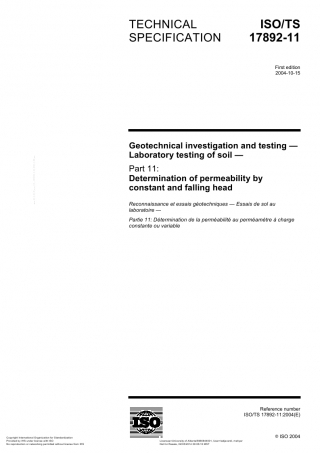 TECHNICAL
SPECIFICATION
ISO/TS
17892-11
First edition
2004-10-15
Geotechnical investigation and testing —
Laboratory testing of soil —
Part 11:
Determination of permeability by
constant and falling head
Reconnaissance et essais géotechniques — Essais de sol au
laboratoire —
Partie 11: Détermination de la perméabilité au perméamètre à charge
constante ou variable
Reference number
ISO/TS 17892-11:2004(E)
ISO
© ISO 2004